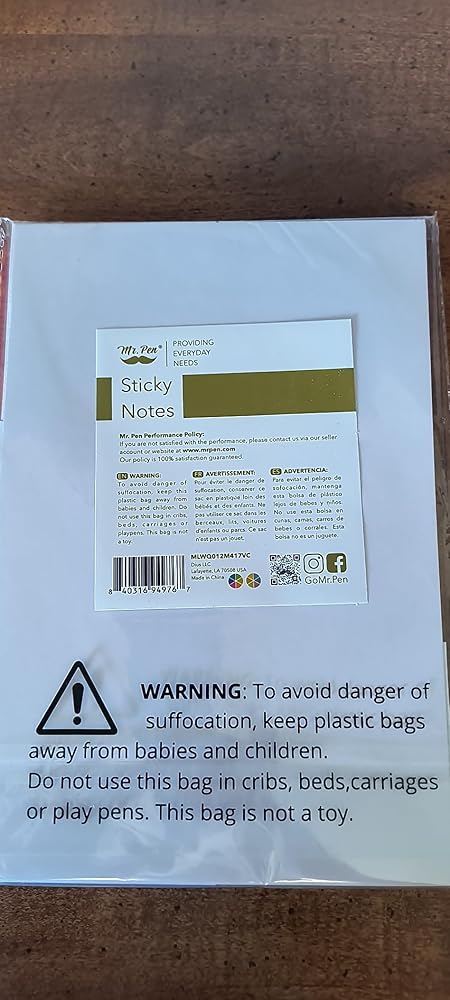 Mr. Pen®
PROVIDING
EVERYDAY
NEEDS
Sticky
Notes
Mr. Pen Performance Policy:
If you are not satisfied with the performance, please contact us via our seller
account or website at www.mrpen.com
Our policy is 100% satisfaction guaranteed.
EN WARNING:
To avoid danger of
suffocation, keep this
plastic bag away from
babies and children. Do
not use this bag in cribs,
beds, carriages or
playpens. This bag is not
a toy.
FR AVERTISSEMENT:
Pour éviter le danger de
suffocation, conserver ce
sac en plastique loin des
bébés et des enfants. Ne
pas utiliser ce sac dans les
berceaux, lits, voitures
d'enfants ou parcs. Ce sac
n'est pas un jouet.
ES ADVERTENCIA:
Para evitar el peligro de
sofocación, mantenga
esta bolsa de plástico
lejos de bebés y niños.
No use esta bolsa en
cunas, camas, carros de
bebes o corrales. Esta
bolsa no es un juguete.
8 40316 94976 7
MLWQ012M417VC
Dius LLC.
Lafayette, LA 70508 USA
Made in China
GoMr.Pen
WARNING: To avoid danger of
suffocation, keep plastic bags
away from babies and children.
Do not use this bag in cribs, beds,carriages
or play pens. This bag is not a toy.